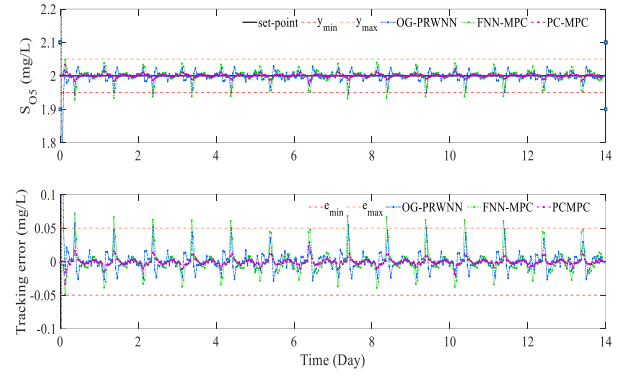 2.2
2.1
2
1.9
1.8
S_O5 (mg/L)
set-point y_min y_max OG-PRWNN FNN-MPC PC-MPC
0 2 4 6 8 10 12 14
0.1
0.05
0
-0.05
-0.1
Tracking error (mg/L)
e_min e_max OG-PRWNN FNN-MPC PCMPC
0 2 4 6 8 10 12 14
Time (Day)